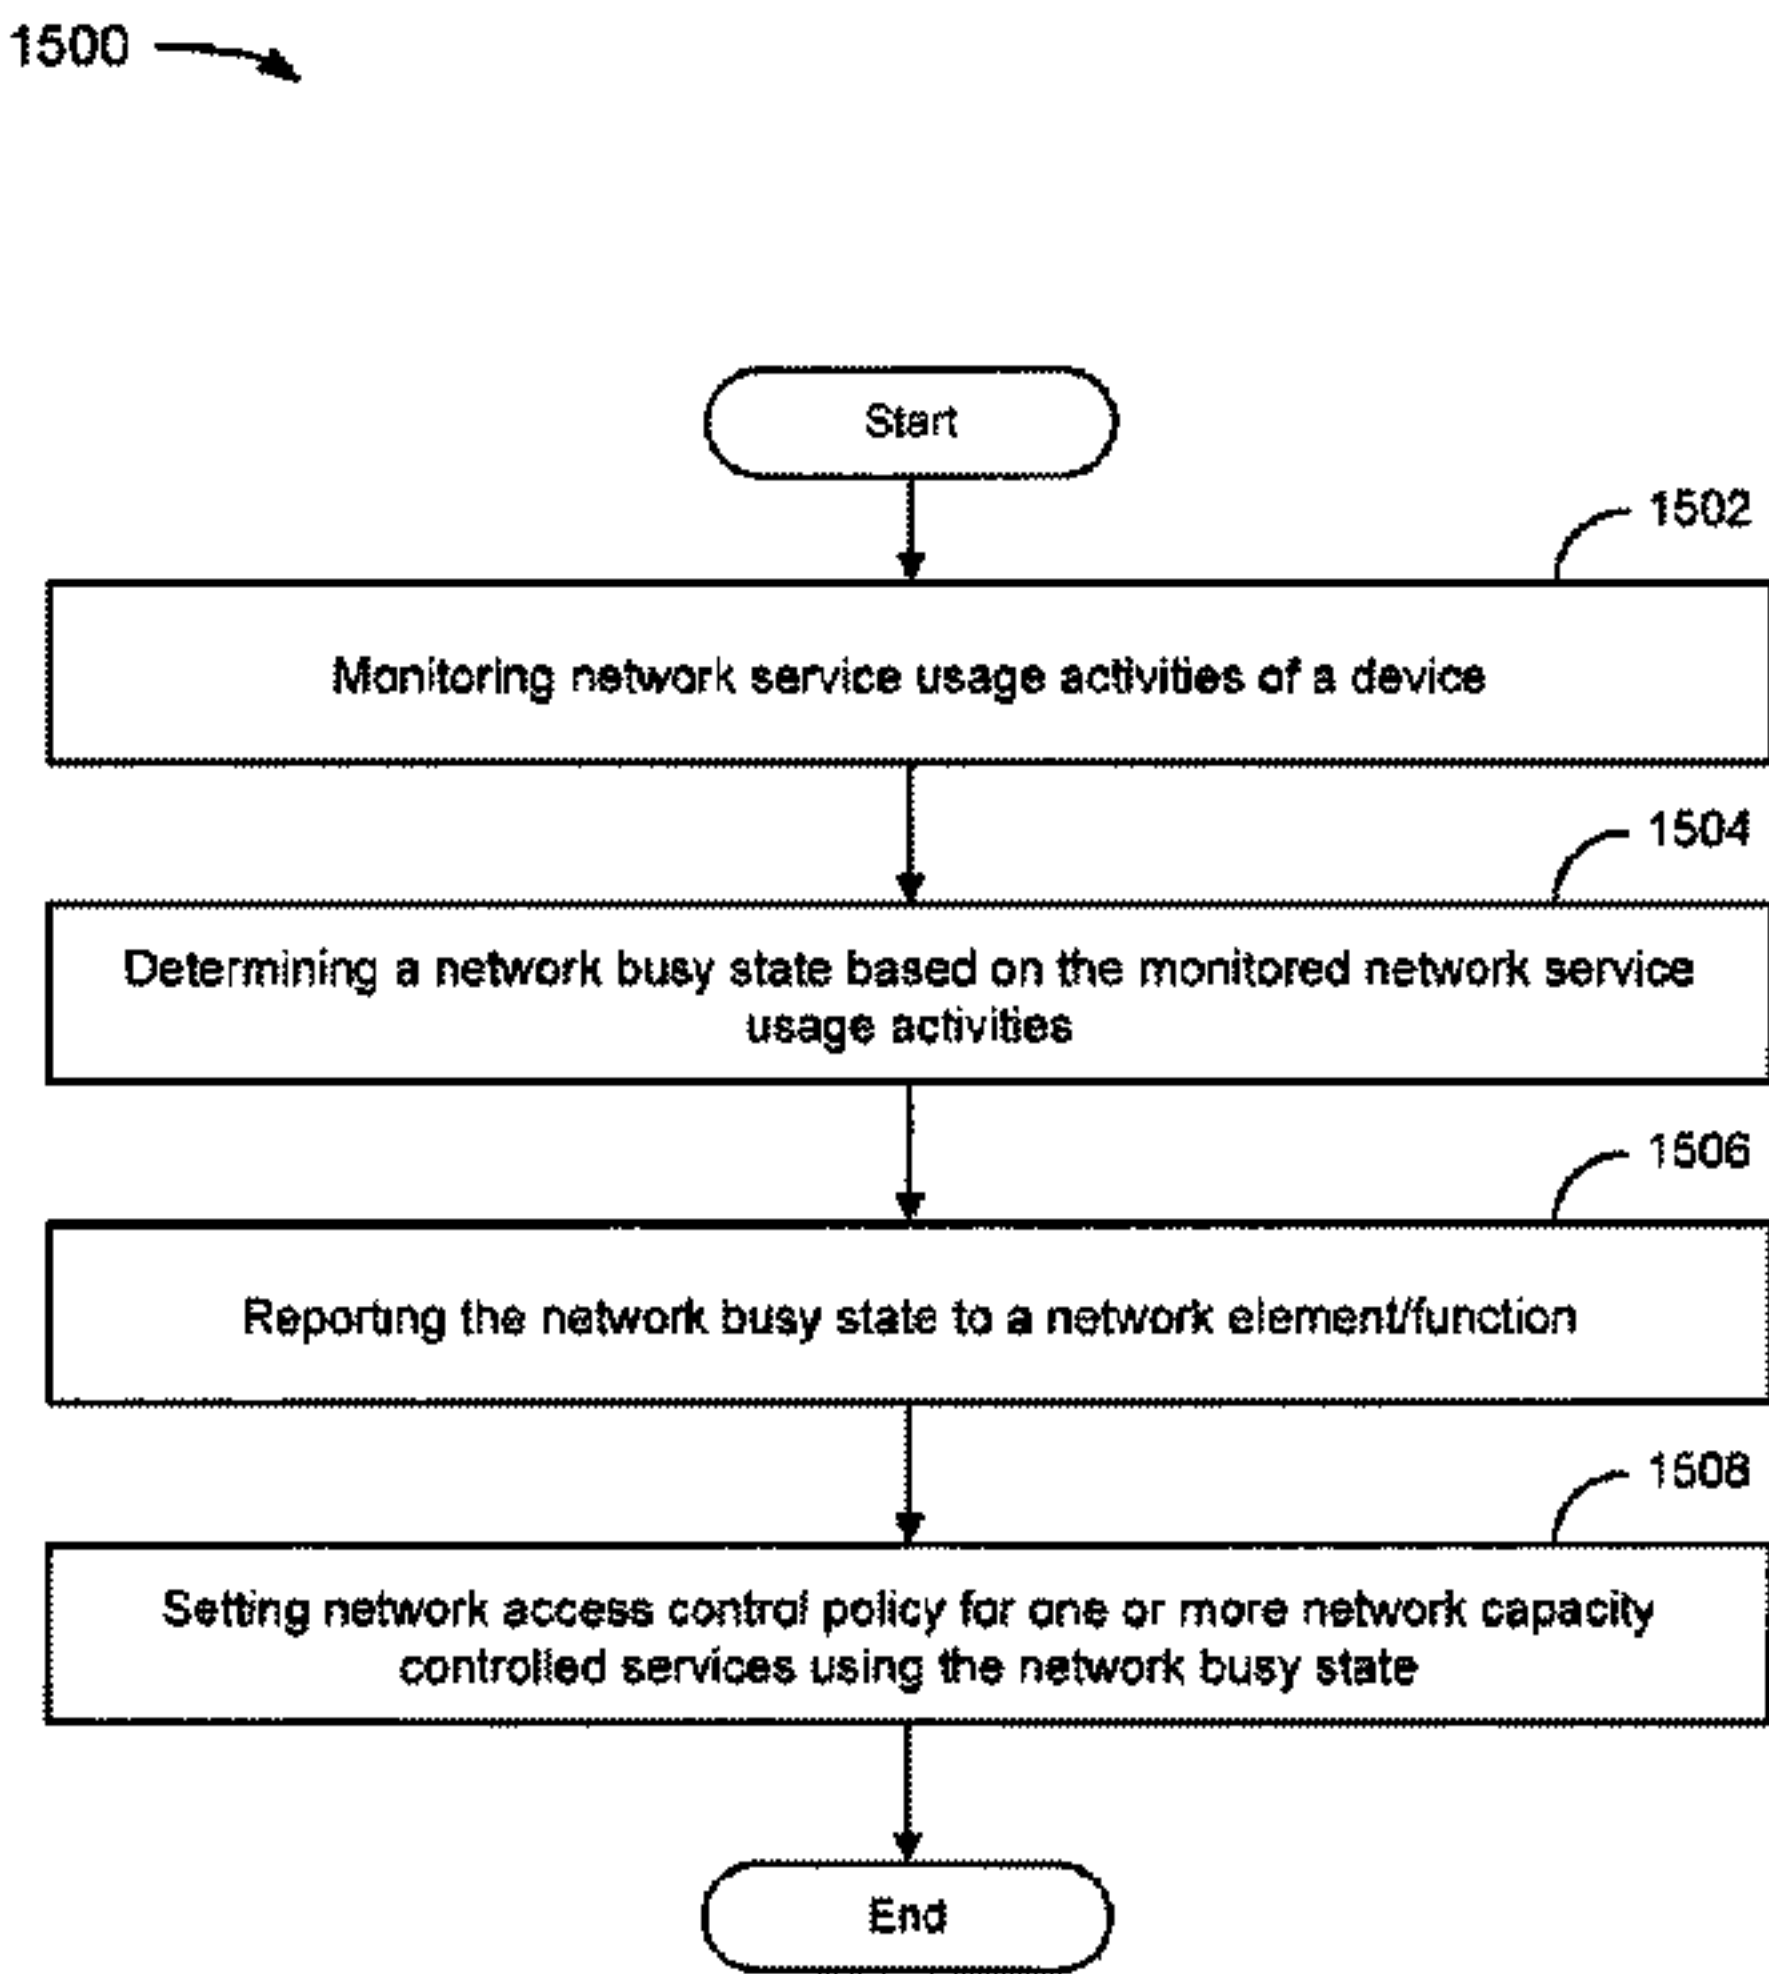 1500
Start
1502
Monitoring network service usage activities of a device
1504
Determining a network busy state based on the monitored network service
usage activities
1506
Reporting the network busy state to a network element/function
1508
Setting network access control policy for one or more network capacity
controlled services using the network busy state
End